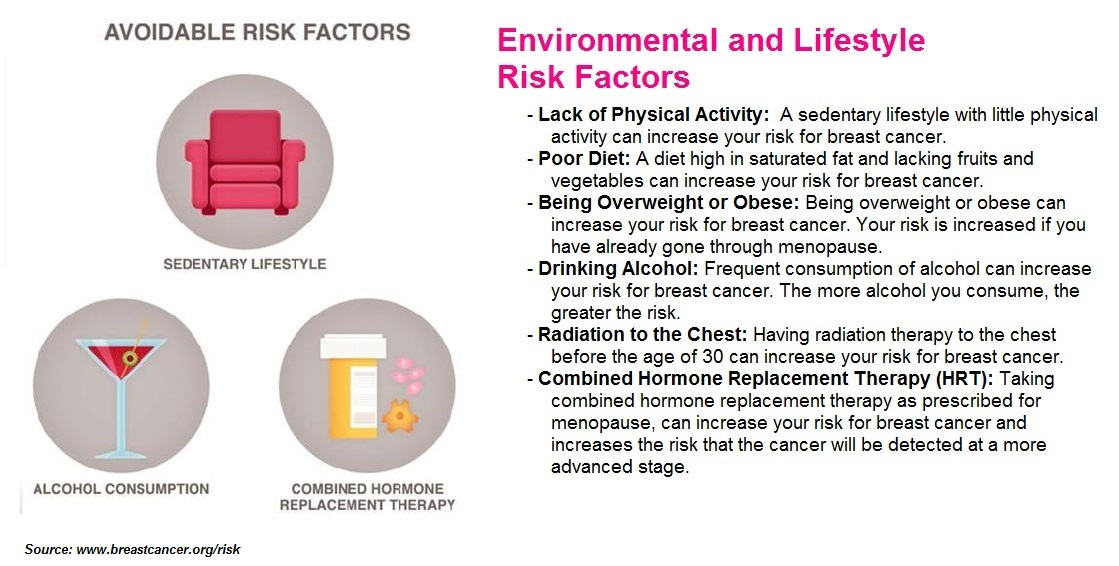 AVOIDABLE RISK FACTORS
SEDENTARY LIFESTYLE
ALCOHOL CONSUMPTION
COMBINED HORMONE
REPLACEMENT THERAPY
Source: www.breastcancer.org/risk
Environmental and Lifestyle
Risk Factors
- Lack of Physical Activity: A sedentary lifestyle with little physical
activity can increase your risk for breast cancer.
- Poor Diet: A diet high in saturated fat and lacking fruits and
vegetables can increase your risk for breast cancer.
- Being Overweight or Obese: Being overweight or obese can
increase your risk for breast cancer. Your risk is increased if you
have already gone through menopause.
- Drinking Alcohol: Frequent consumption of alcohol can increase
your risk for breast cancer. The more alcohol you consume, the
greater the risk.
- Radiation to the Chest: Having radiation therapy to the chest
before the age of 30 can increase your risk for breast cancer.
- Combined Hormone Replacement Therapy (HRT): Taking
combined hormone replacement therapy as prescribed for
menopause, can increase your risk for breast cancer and
increases the risk that the cancer will be detected at a more
advanced stage.